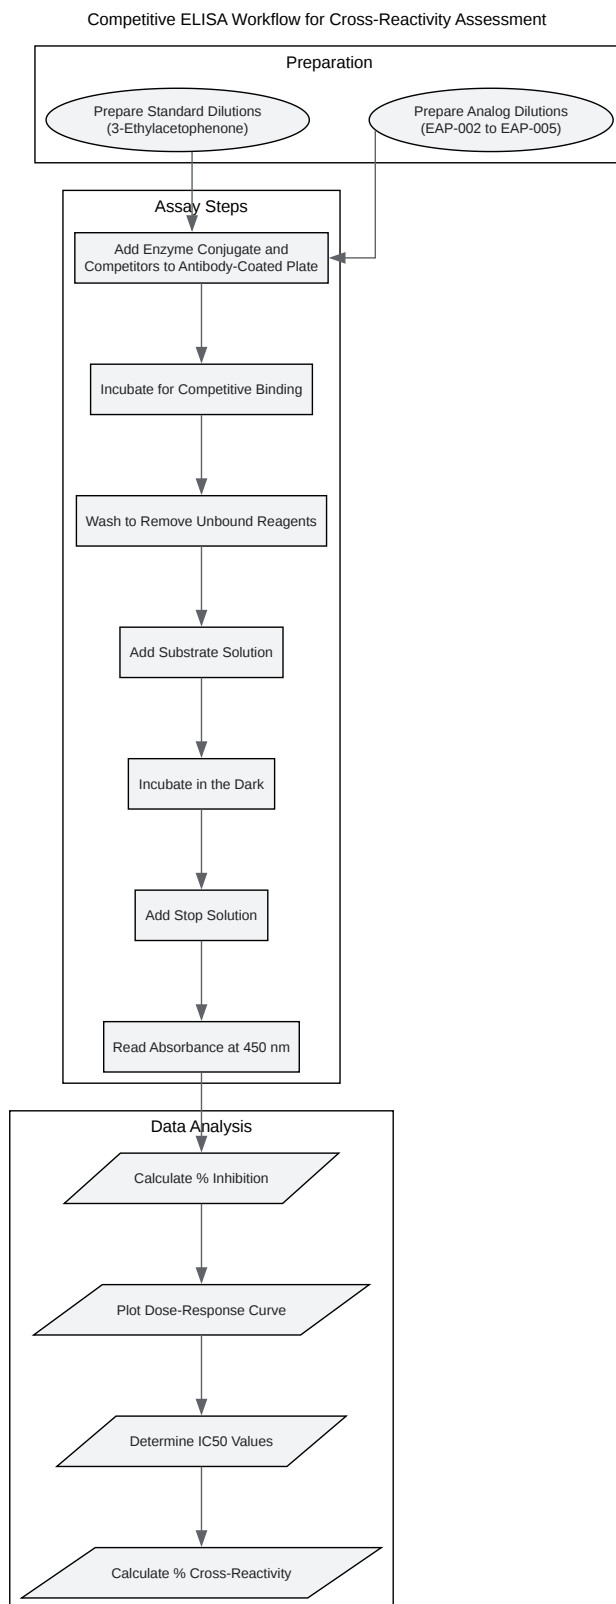 Competitive ELISA Workflow for Cross-Reactivity Assessment
Preparation
Prepare Standard Dilutions
(3-Ethylacetophenone)
Prepare Analog Dilutions
(EAP-002 to EAP-005)
Assay Steps
Add Enzyme Conjugate and
Competitors to Antibody-Coated Plate
Incubate for Competitive Binding
Wash to Remove Unbound Reagents
Add Substrate Solution
Incubate in the Dark
Add Stop Solution
Read Absorbance at 450 nm
Data Analysis
Calculate % Inhibition
Plot Dose-Response Curve
Determine IC50 Values
Calculate % Cross-Reactivity